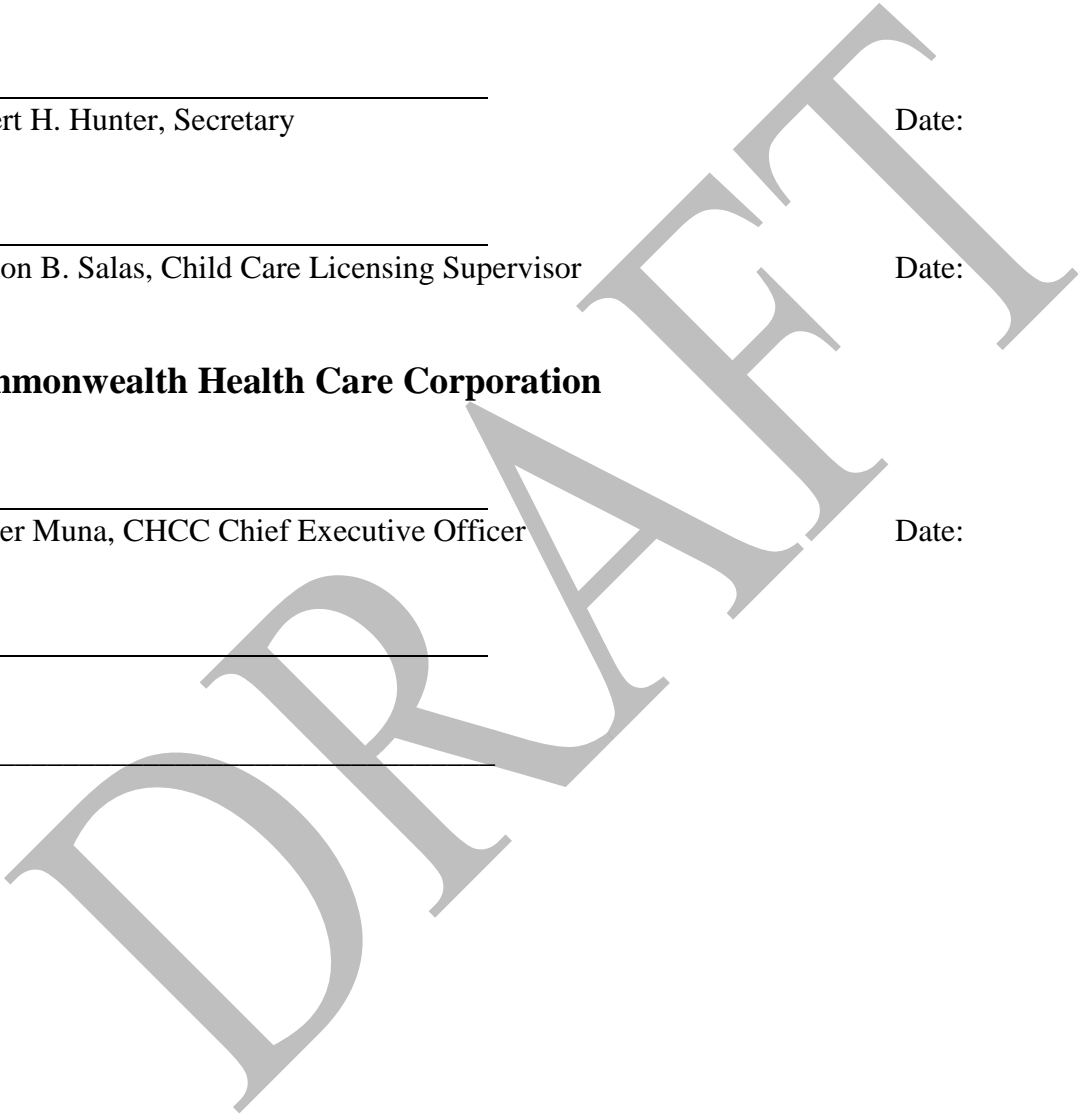 ert H. Hunter, Secretary Date:
on B. Salas, Child Care Licensing Supervisor Date:
mmonwealth Health Care Corporation
er Muna, CHCC Chief Executive Officer Date:
DRAFT